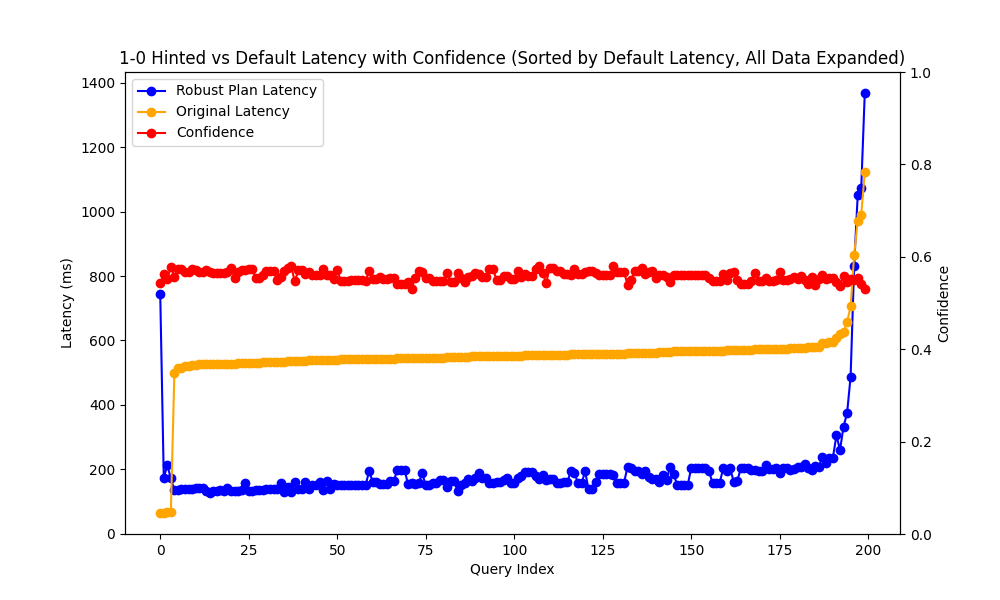 1-0 Hinted vs Default Latency with Confidence (Sorted by Default Latency, All Data Expanded)
Robust Plan Latency
Original Latency
Confidence
Latency (ms)
1400
1200
1000
800
600
400
200
0
1.0
0.8
0.6
0.4
0.2
0.0
Confidence
0 25 50 75 100 125 150 175 200
Query Index